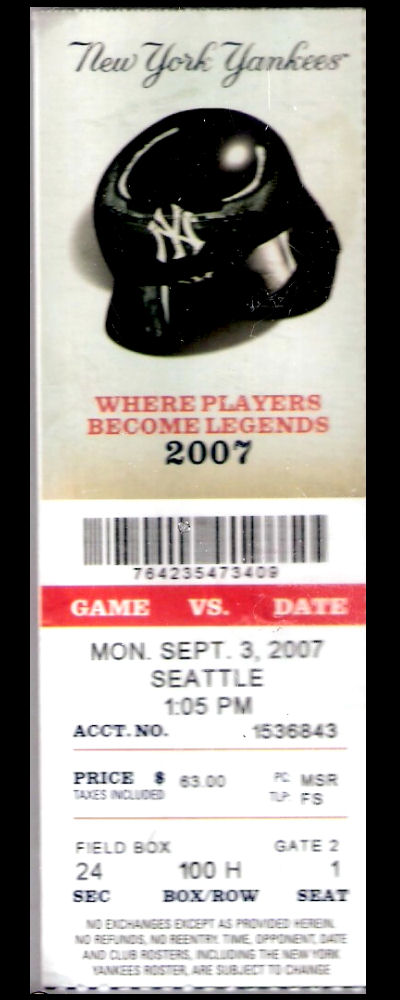 New York Yankees
NY
WHERE PLAYERS
BECOME LEGENDS
2007
764235473409
GAME VS. DATE
MON. SEPT. 3, 2007
SEATTLE
1:05 PM
ACCT. NO. 1536843
PRICE $ 63.00 PC: MSR
TAXES INCLUDED TLP: FS
FIELD BOX GATE 2
24 100 H 1
SEC BOX/ROW SEAT
NO EXCHANGES EXCEPT AS PROVIDED HEREIN.
NO REFUNDS, NO REENTRY. TIME, OPPONENT, DATE
AND CLUB ROSTERS, INCLUDING THE NEW YORK
YANKEES ROSTER, ARE SUBJECT TO CHANGE